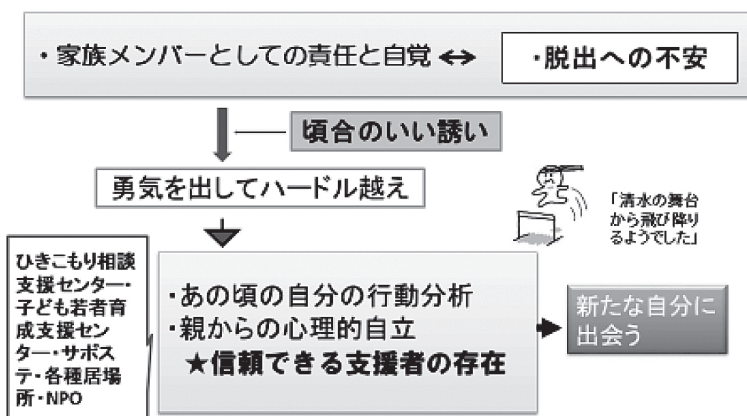 ・家族メンバーとしての責任と自覚 ⇔ ・脱出への不安
頃合のいい誘い
勇気を出してハードル越え
「清水の舞台
から飛び降り
るようでした」
ひきこもり相談
支援センター・
子ども若者育
成支援セン
ター・サポス
テ・各種居場
所・NPO
・あの頃の自分の行動分析
・親からの心理的自立
★信頼できる支援者の存在
新たな自分に
出会う